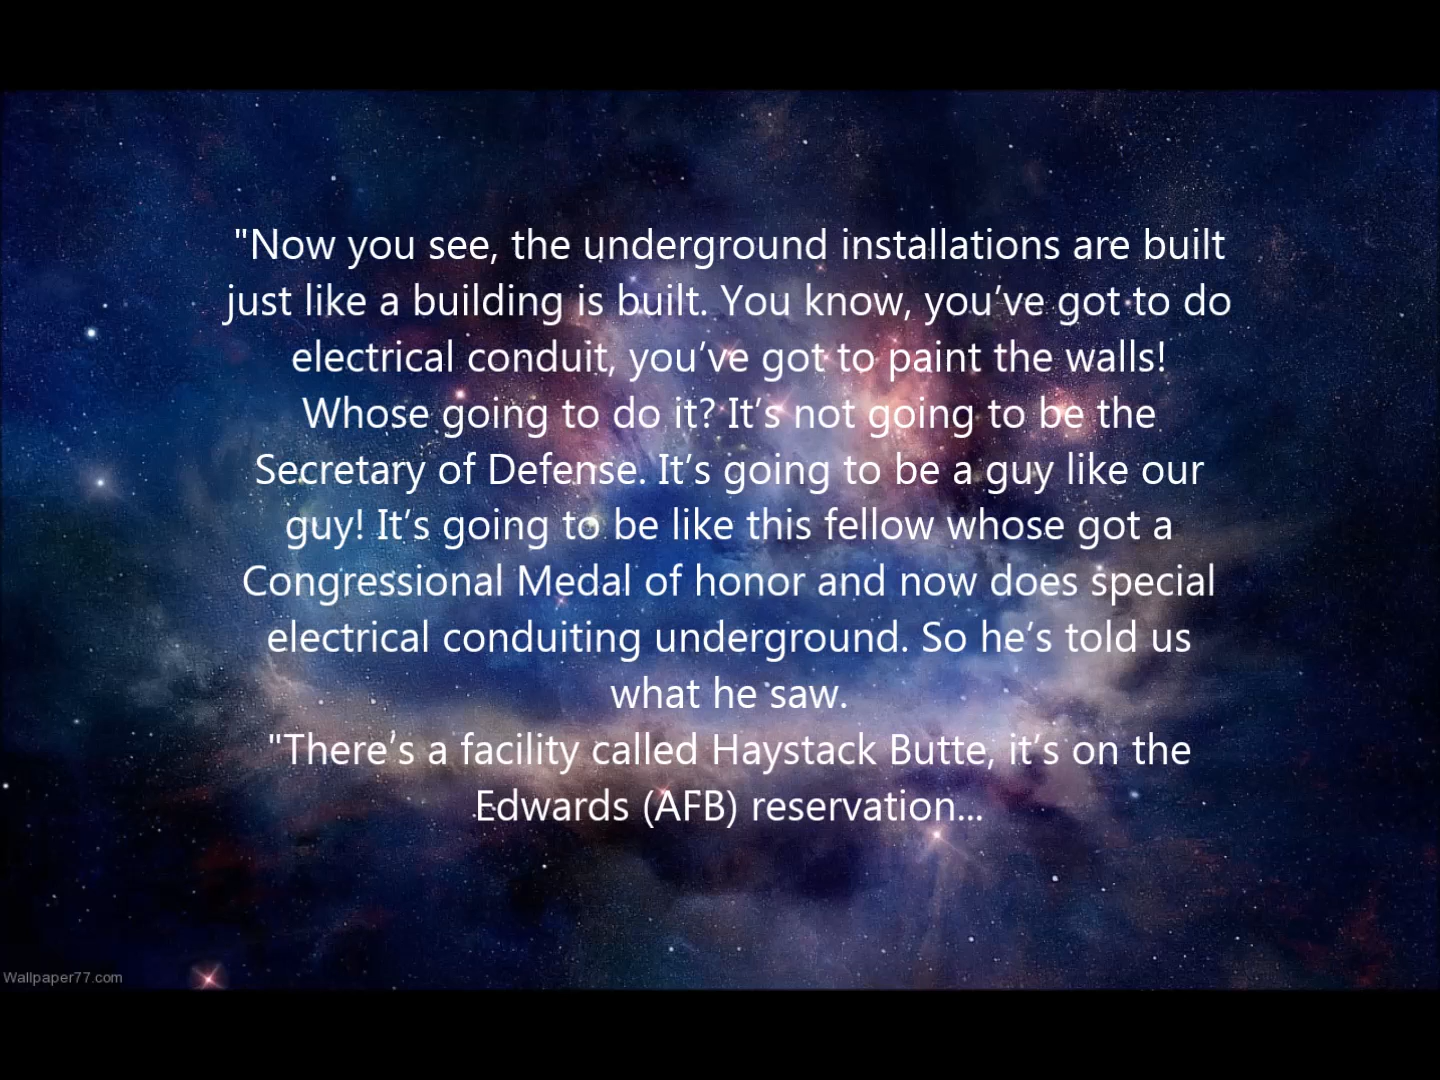 "Now you see, the underground installations are built
just like a building is built. You know, you’ve got to do
electrical conduit, you’ve got to paint the walls!
Whose going to do it? It’s not going to be the
Secretary of Defense. It’s going to be a guy like our
guy! It’s going to be like this fellow whose got a
Congressional Medal of honor and now does special
electrical conduiting underground. So he’s told us
what he saw.
"There’s a facility called Haystack Butte, it’s on the
Edwards (AFB) reservation...
Wallpaper77.com